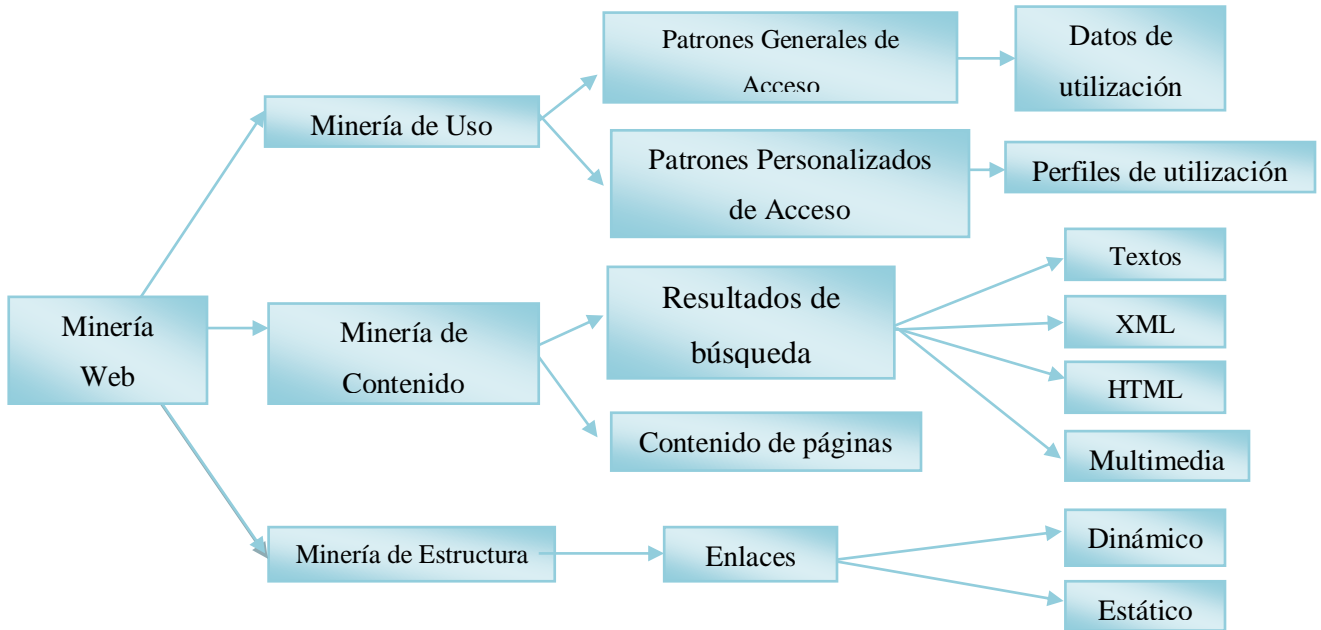 Patrones Generales de
Acceso
Datos de
utilización
Minería de Uso
Patrones Personalizados
de Acceso
Perfiles de utilización
Minería
Web
Minería de
Contenido
Resultados de
búsqueda
Textos
XML
HTML
Multimedia
Contenido de páginas
Minería de Estructura
Enlaces
Dinámico
Estático